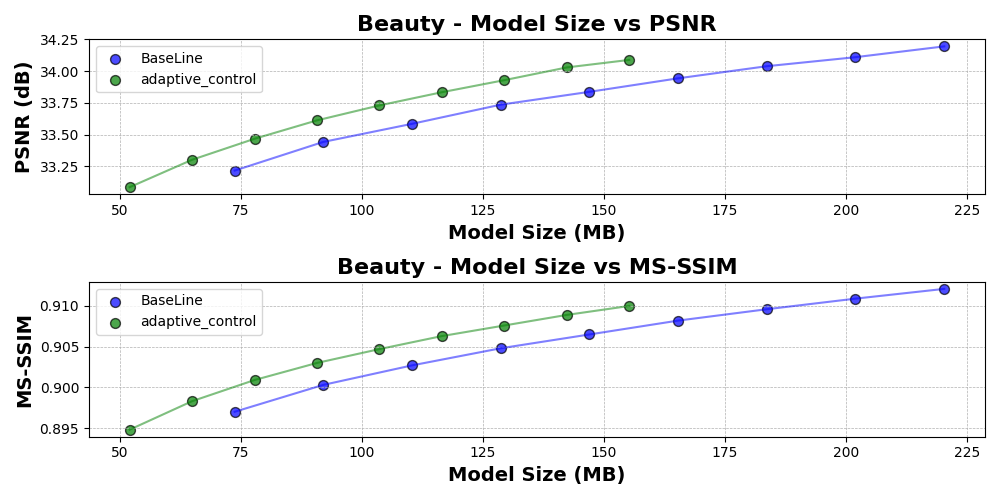 Beauty - Model Size vs PSNR
PSNR (dB)
34.25
34.00
33.75
33.50
33.25
BaseLine
adaptive_control
50 75 100 125 150 175 200 225
Model Size (MB)
Beauty - Model Size vs MS-SSIM
MS-SSIM
0.910
0.905
0.900
0.895
BaseLine
adaptive_control
50 75 100 125 150 175 200 225
Model Size (MB)